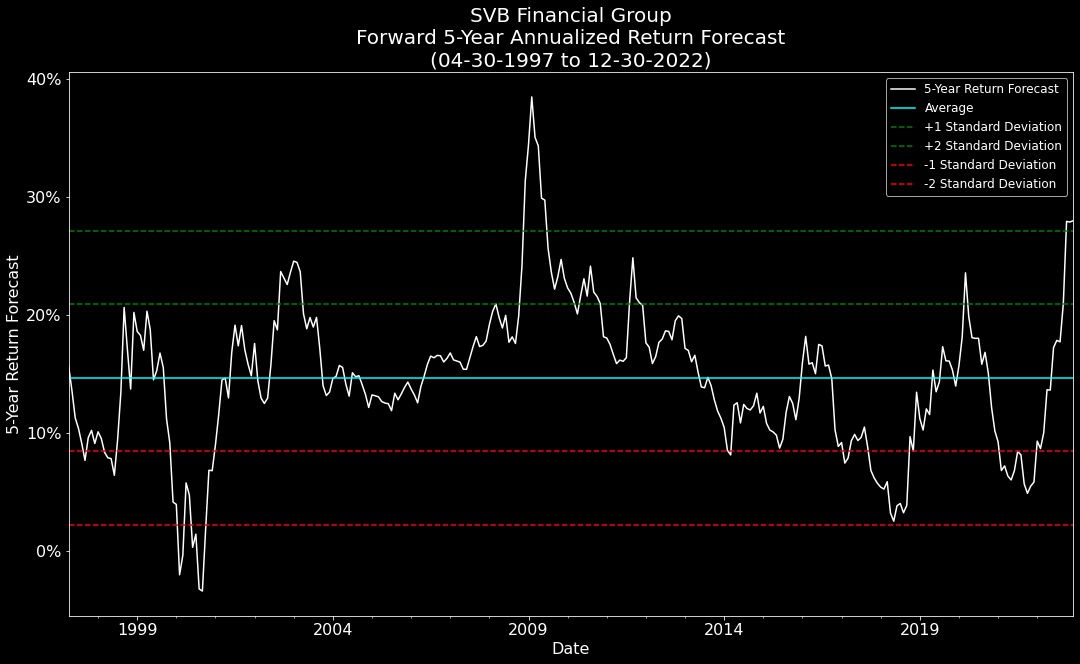 SVB Financial Group
Forward 5-Year Annualized Return Forecast
(04-30-1997 to 12-30-2022)
5-Year Return Forecast
Average
+1 Standard Deviation
+2 Standard Deviation
-1 Standard Deviation
-2 Standard Deviation
5-Year Return Forecast
40%
30%
20%
10%
0%
1999
2004
2009
2014
2019
Date